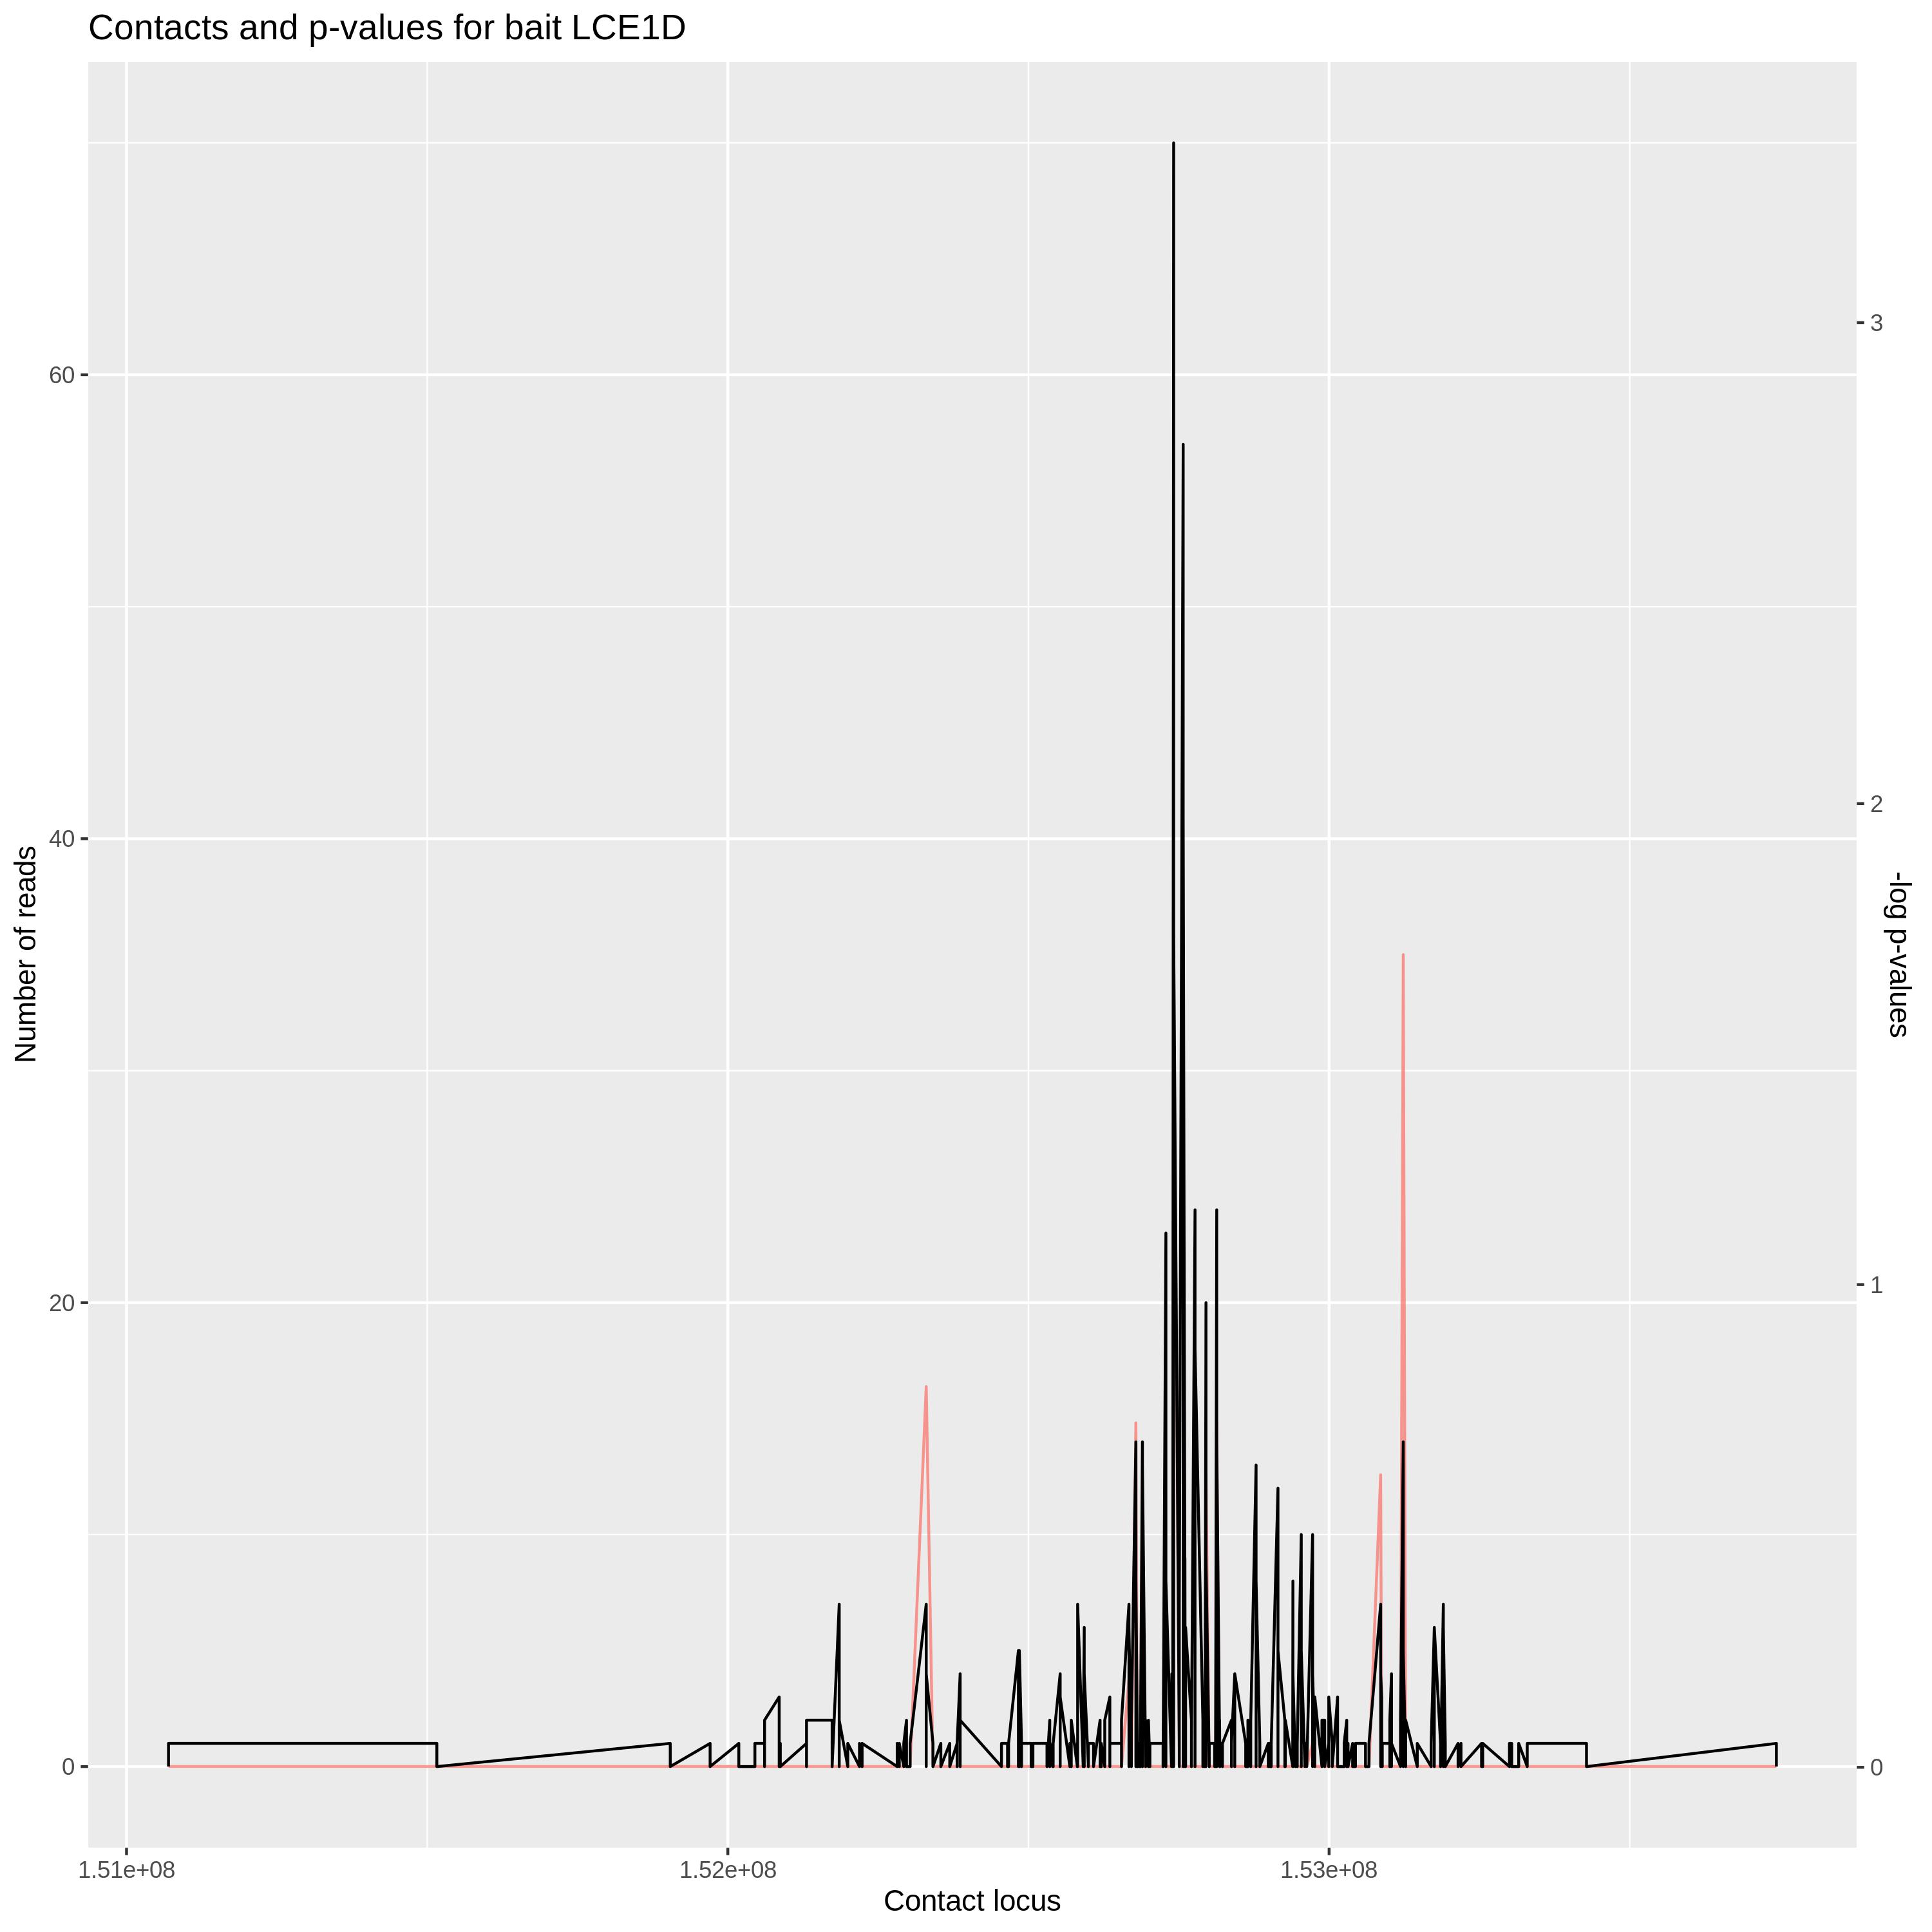 Contacts and p-values for bait LCE1D
60
40
20
0
3
2
1
0
Number of reads
-log p-values
1.51e+08
1.52e+08
1.53e+08
Contact locus